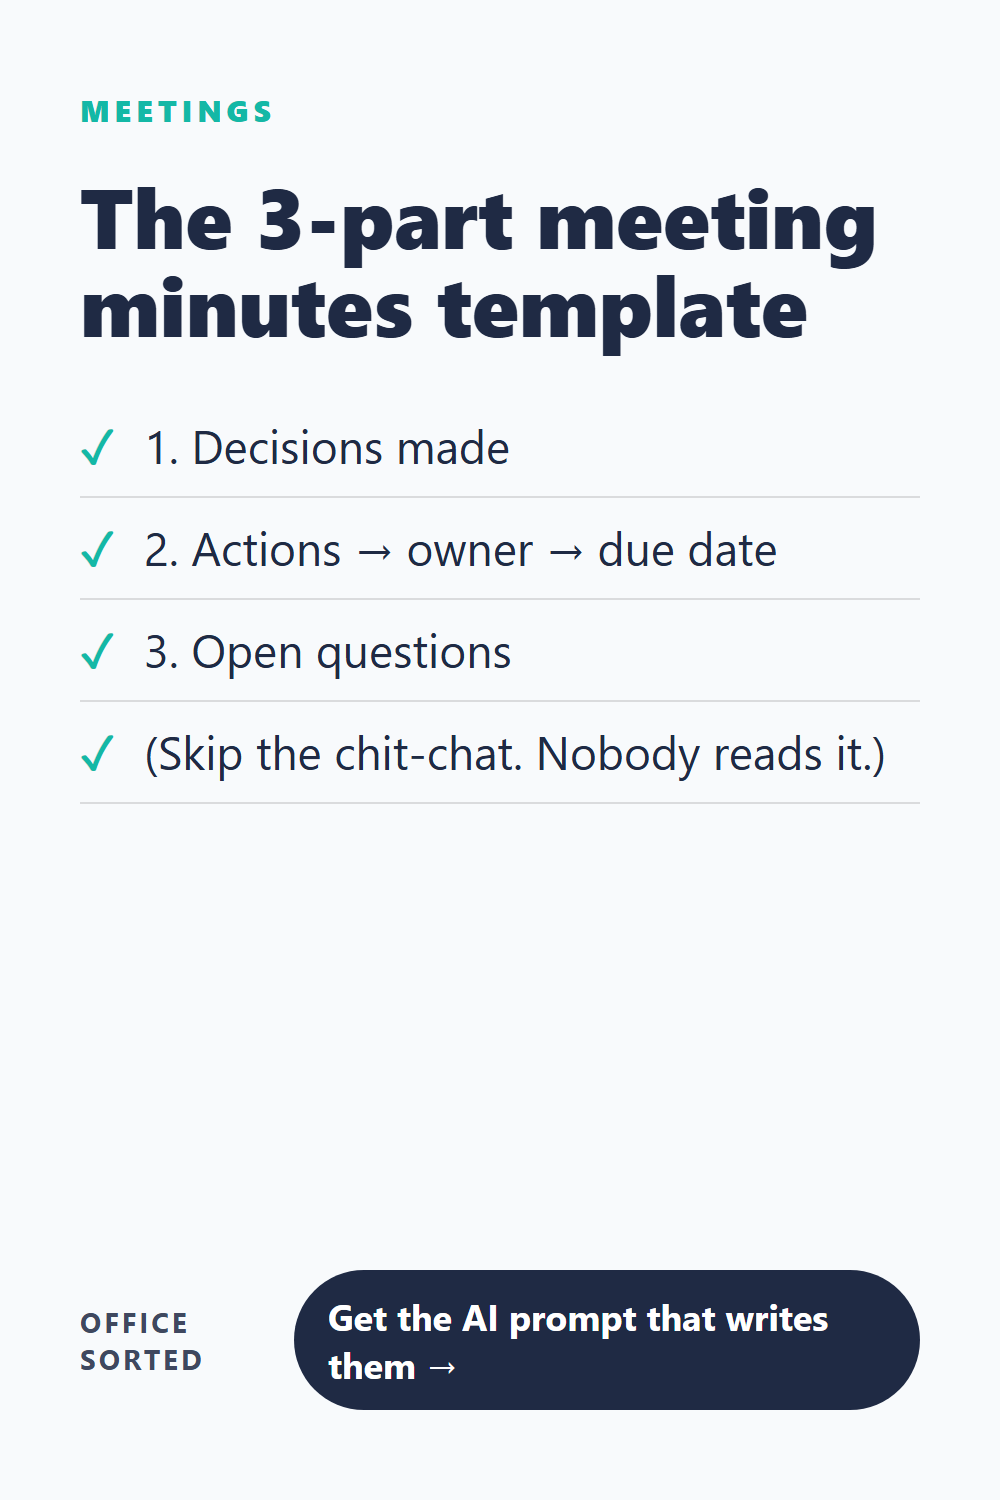 MEETINGS
The 3-part meeting
minutes template
✓ 1. Decisions made
✓ 2. Actions → owner → due date
✓ 3. Open questions
✓ (Skip the chit-chat. Nobody reads it.)
OFFICE
SORTED
Get the AI prompt that writes
them →